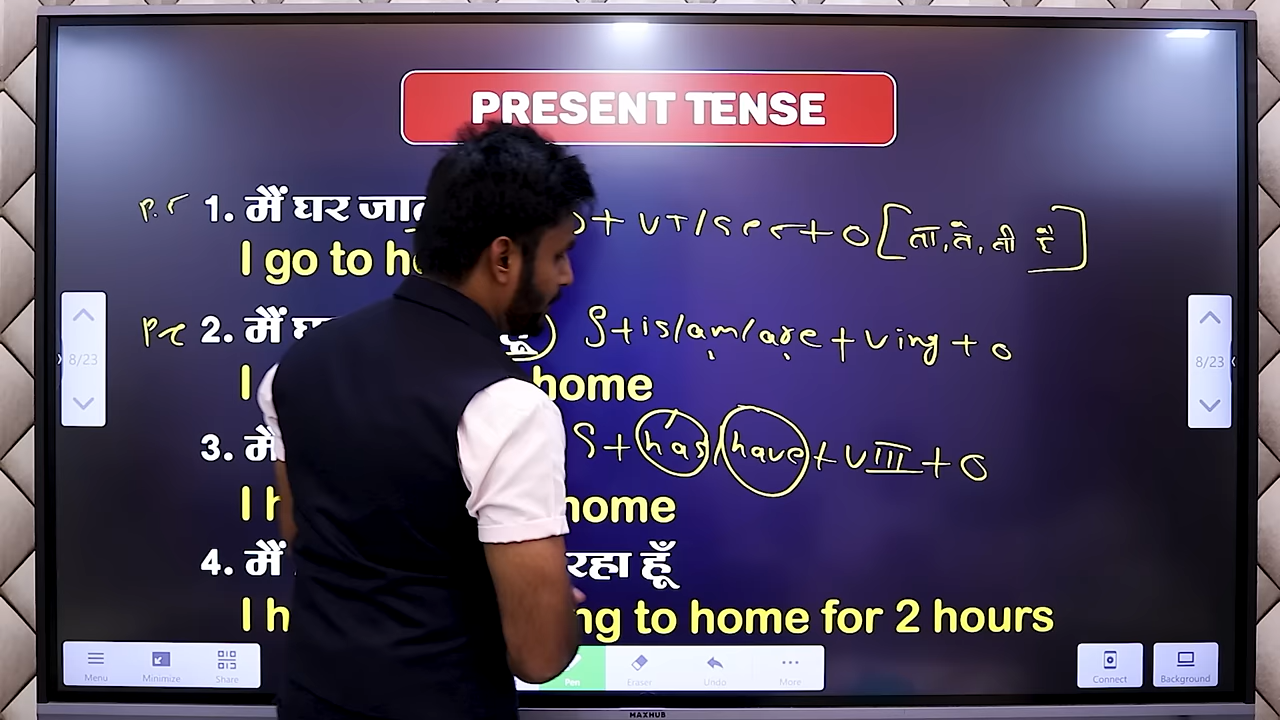 PRESENT TENSE
1. मैं घर
+ VI/s es + O [ता, ते, ती है]
I go to
2. मैं
S + is/am/are + Ving + O
I home
3. मैं
S + has/have + VIII + O
I home
4. मैं रहा हूँ
I to home for 2 hours
8/23
8/23
Menu Minimize Share Pen Eraser Undo More Connect Background
MAXHUB